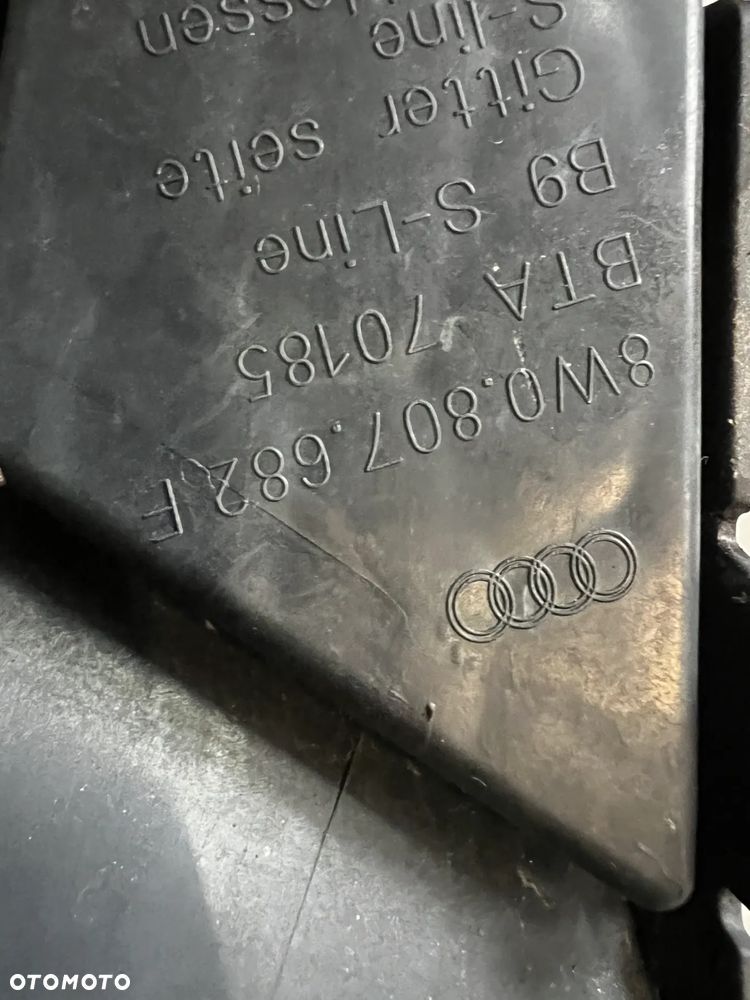 8W0.807.682 F
BTA 70185
B9 S-Line
Gitter seite
S-line
OTOMOTO